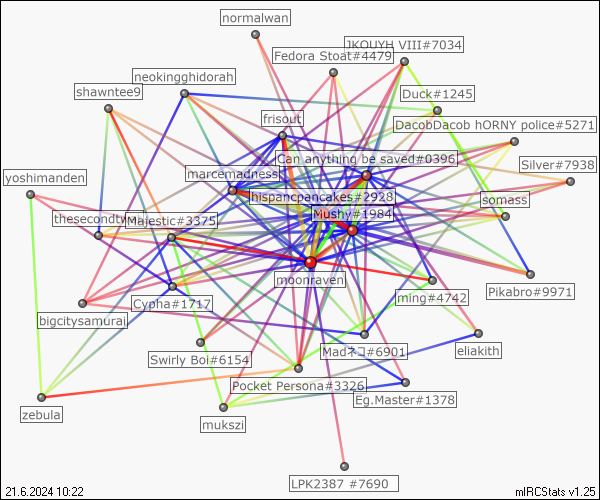 normalwan
JKOUYH VIII#7034
Fedora Stoat#4479
neokingghidorah
shawntee9
Duck#1245
frisout
DacobDacob hORNY police#5271
Can anything be saved#0396
Silver#7938
marcemadness
yoshimanden
hispancpancakes#2928
somass
Mushy#1984
Majestic#3375
moonraven
Pikabro#9971
ming#4742
Cypha#1717
bigcitysamurai
Madネコ#6901
eliakith
Swirly Boi#6154
Pocket Persona#3326
Eg.Master#1378
zebula
mukszi
LPK2387 #7690
21.6.2024 10:22
mIRCStats v1.25